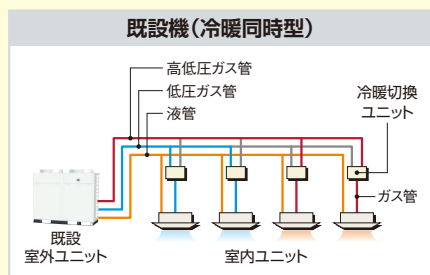 既設機（冷暖同時型）
高低圧ガス管
低圧ガス管
液管
冷暖切換
ユニット
ガス管
既設
室外ユニット
室内ユニット